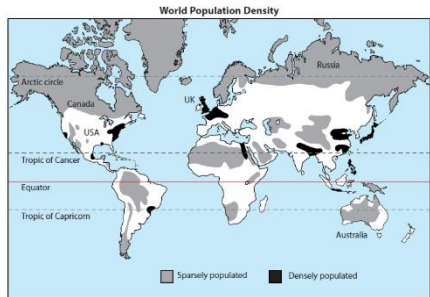 World Population Density
Arctic circle
Russia
Canada
UK
USA
Tropic of Cancer
Equator
Tropic of Capricorn
Australia
Sparsely populated
Densely populated